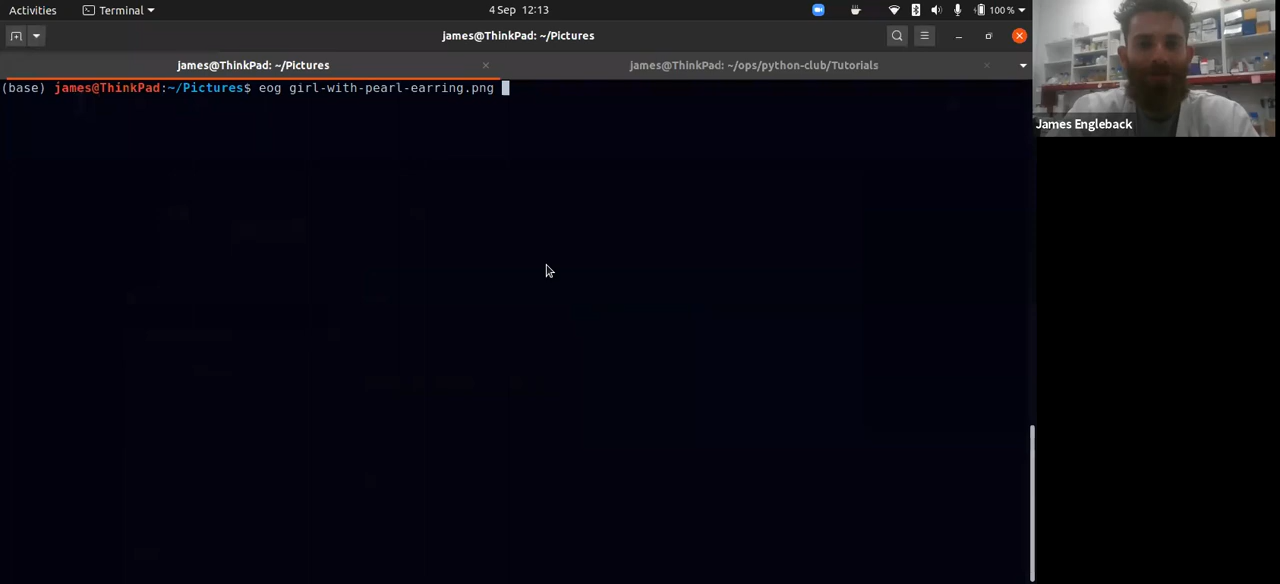 Activities Terminal 4 Sep 12:13 100 %
james@ThinkPad: ~/Pictures
james@ThinkPad: ~/Pictures james@ThinkPad: ~/ops/python-club/Tutorials
(base) james@ThinkPad:~/Pictures$ eog girl-with-pearl-earring.png
James Engleback